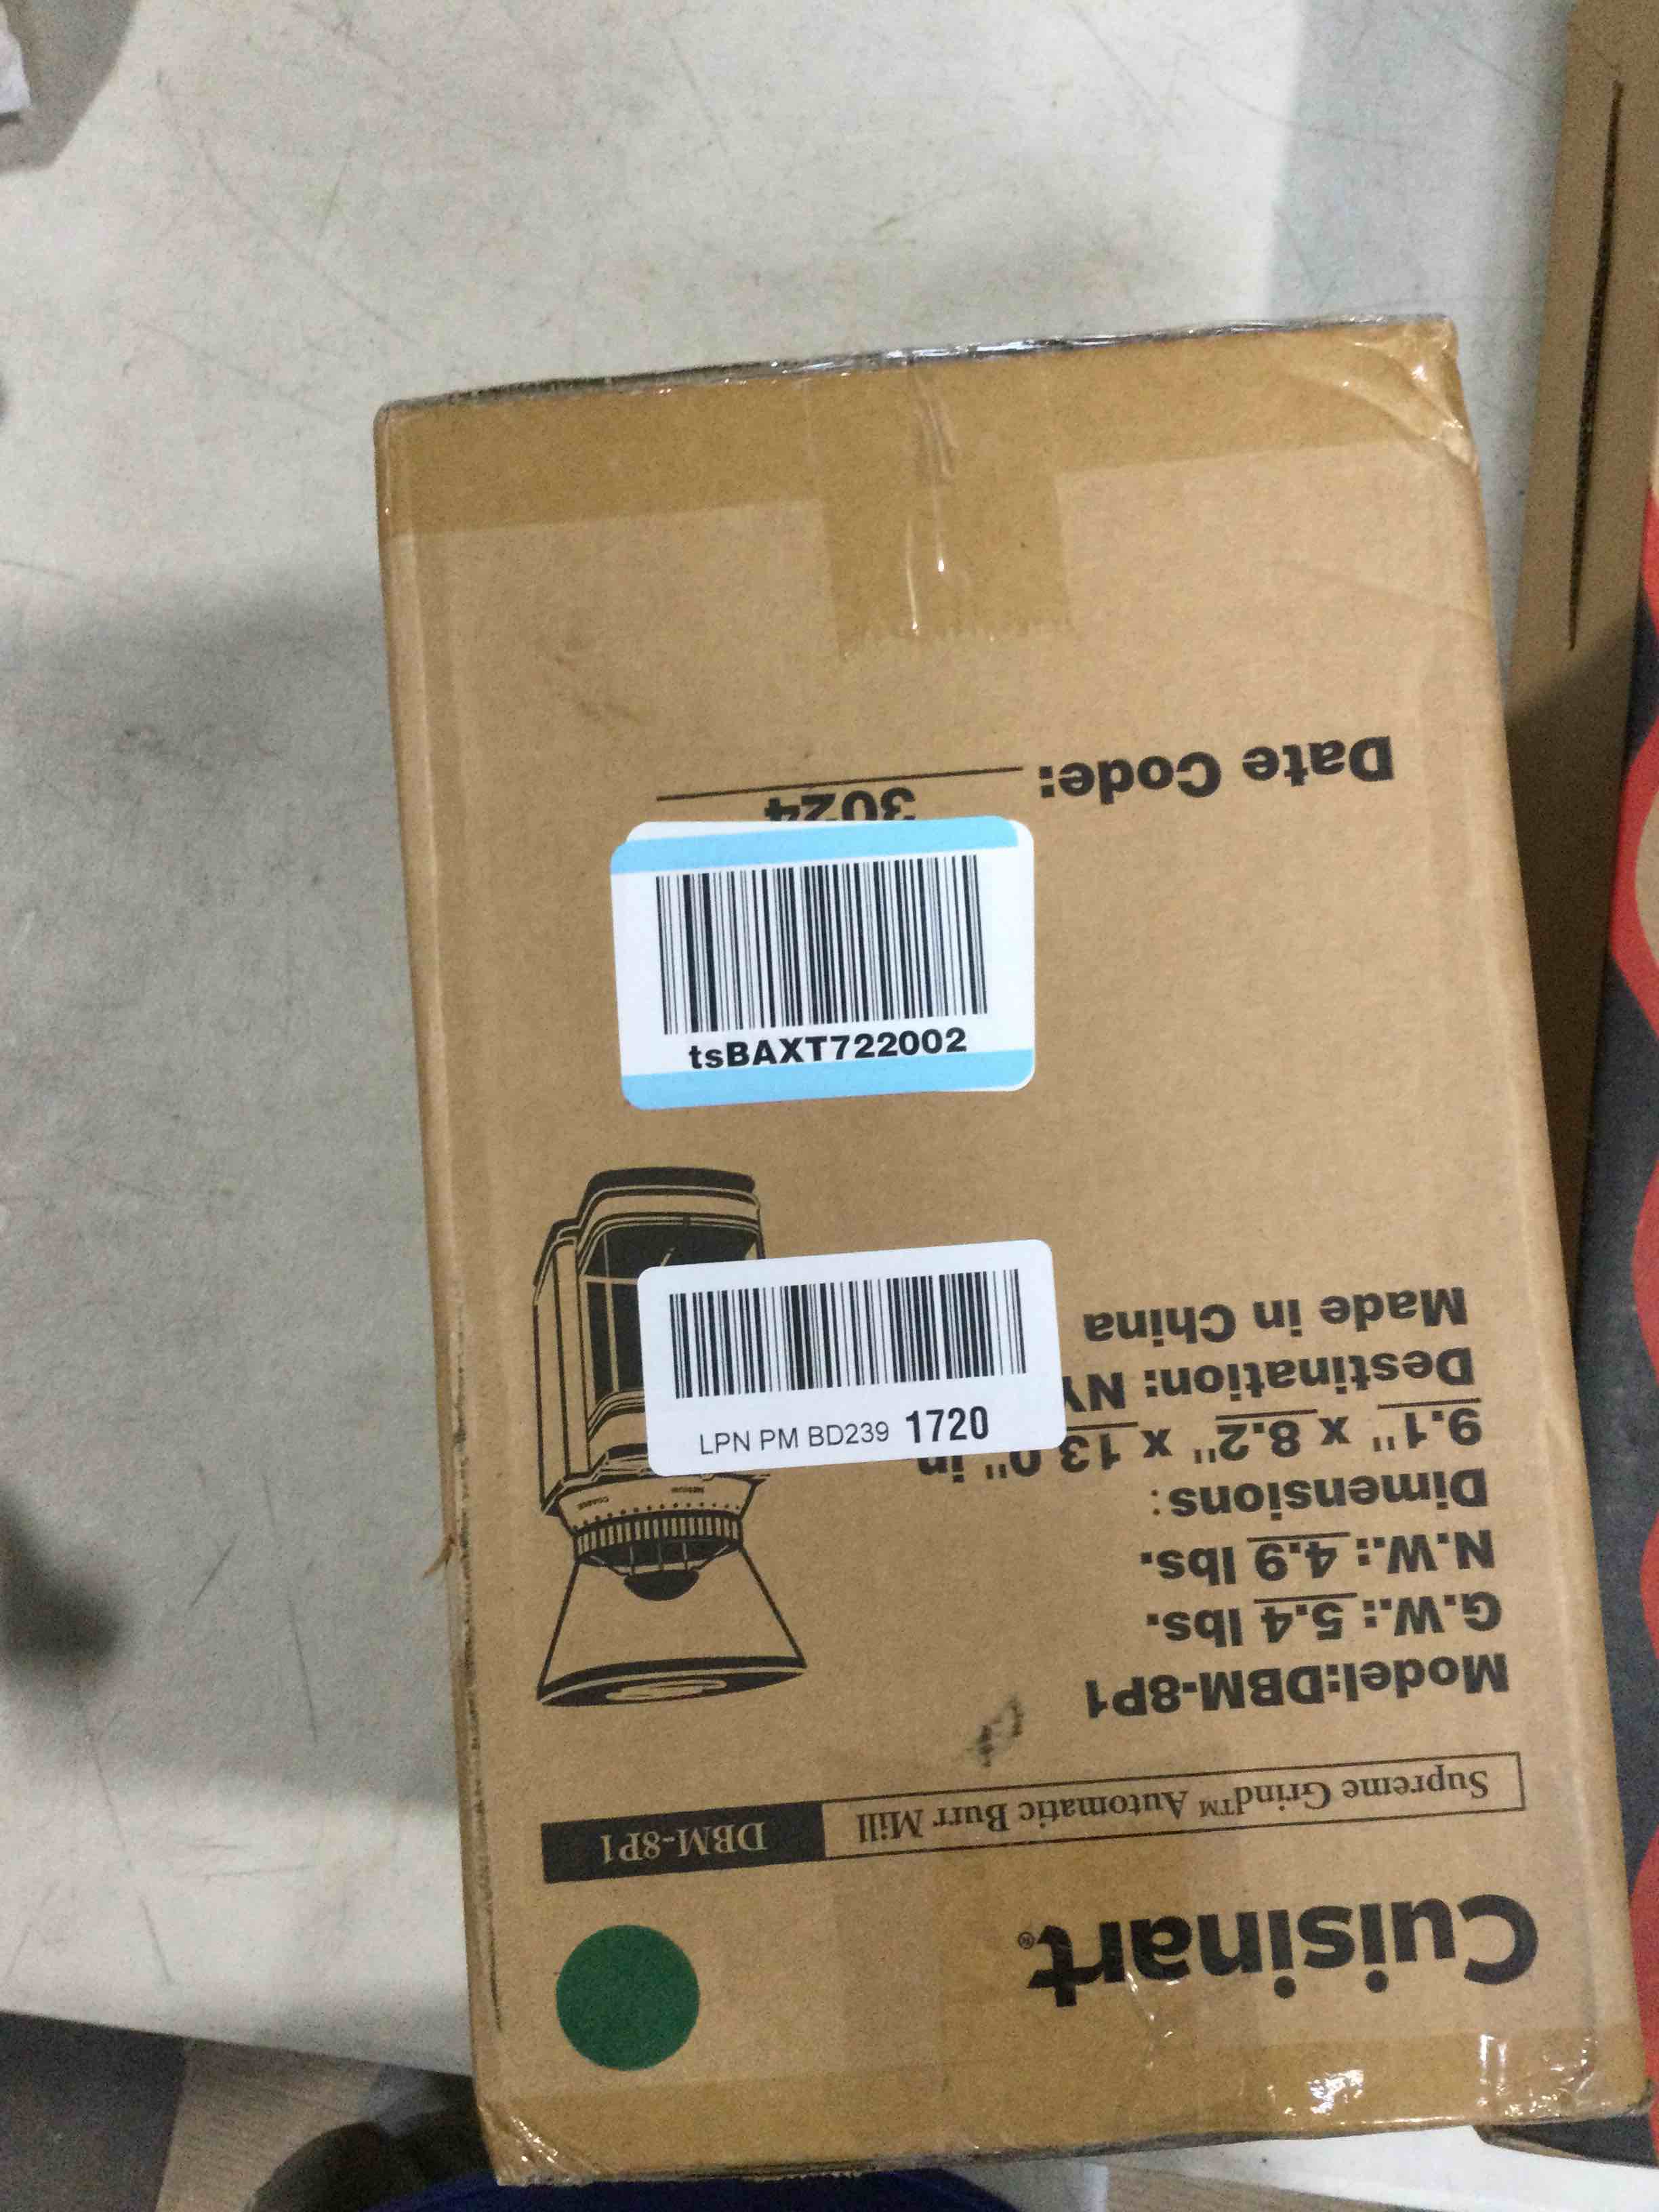 Cuisinart®
Supreme Grind™ Automatic Burr Mill DBM-8P1
Model:DBM-8P1
G.W.: 5.4 lbs.
N.W.: 4.9 lbs.
Dimensions:
9.1" x 8.2" x 13.0" in
Destination: NY
Made in China
LPN PM BD239 1720
tsBAXT722002
Date Code: 3024